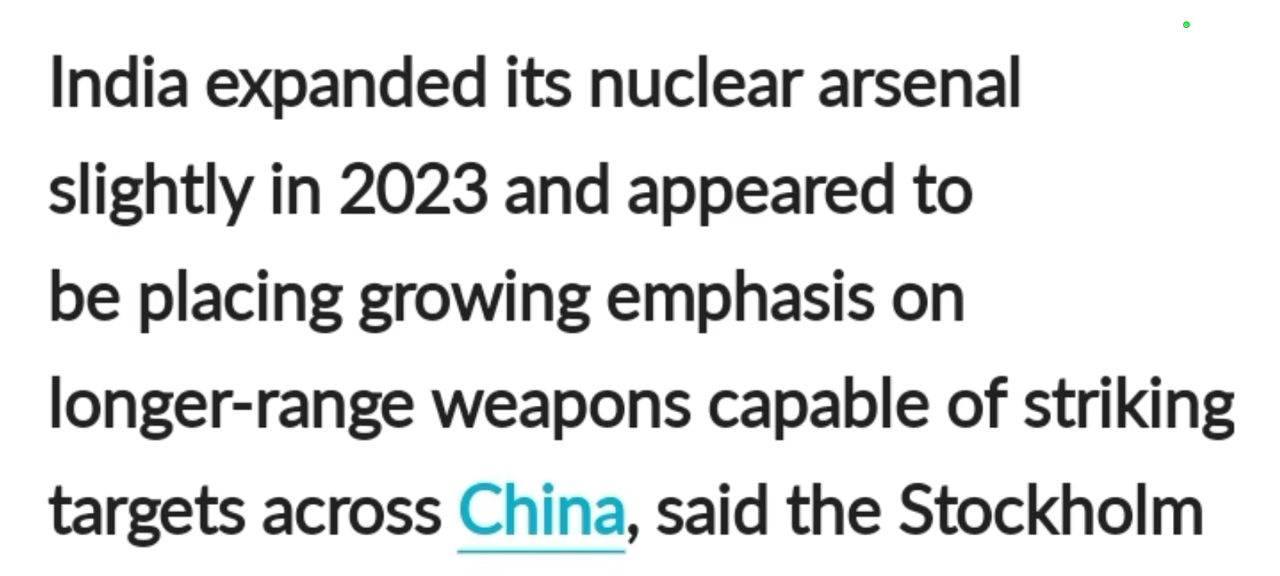 India expanded its nuclear arsenal
slightly in 2023 and appeared to
be placing growing emphasis on
longer-range weapons capable of striking
targets across China, said the Stockholm